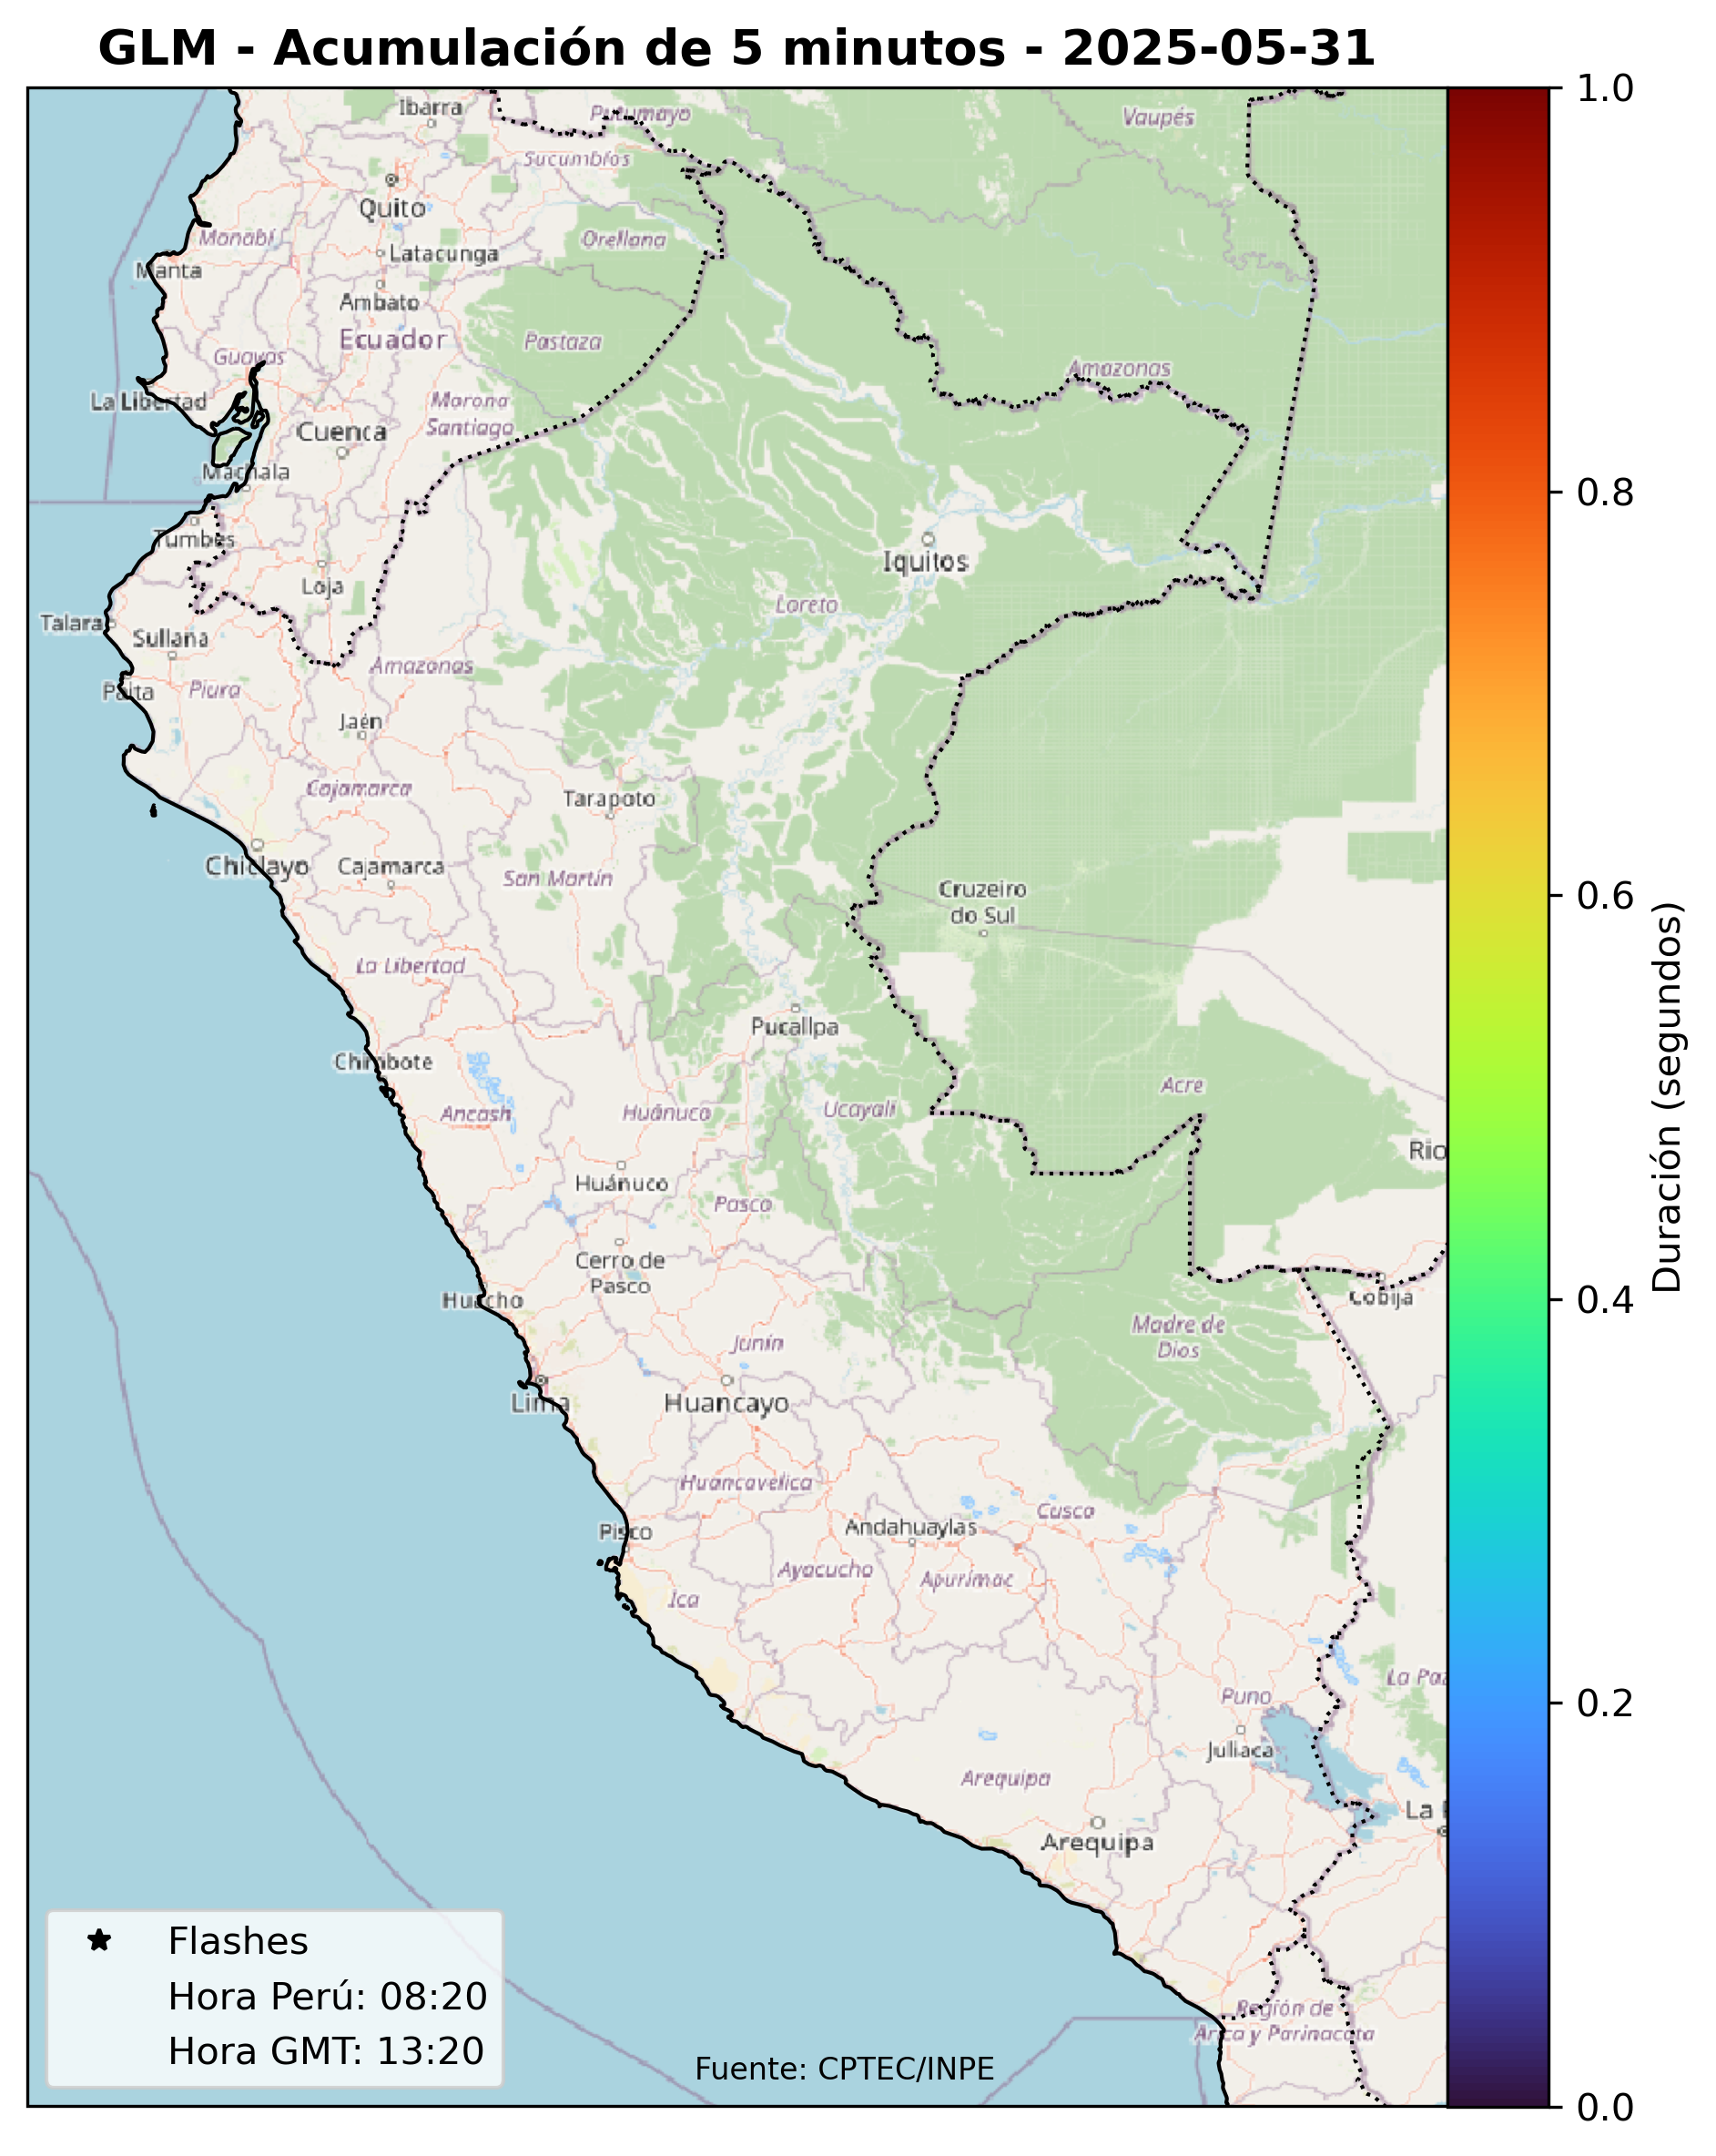 GLM - Acumulación de 5 minutos - 2025-05-31
Ibarra
Putumayo
Vaupés
Sucumbíos
Quito
Manabí
Orellana
Latacunga
Manta
Ambato
Ecuador
Pastaza
Guayas
Amazonas
La Libertad
Morona
Santiago
Cuenca
Machala
Tumbes
Iquitos
Loja
Loreto
Talara
Sullana
Amazonas
Paita
Piura
Jaén
Cajamarca
Tarapoto
Chiclayo
Cajamarca
San Martín
Cruzeiro
do Sul
La Libertad
Pucallpa
Chimbote
Acre
Ancash
Huánuco
Ucayali
Rio
Huánuco
Pasco
Cerro de
Pasco
Huacho
Cobija
Madre de
Dios
Junín
Lima
Huancayo
Huancavelica
Cusco
Pisco
Andahuaylas
Ayacucho
Apurímac
Ica
La Paz
Puno
Juliaca
Arequipa
La
Arequipa
Región de
Arica y Parinacota
Flashes
Hora Perú: 08:20
Hora GMT: 13:20
Fuente: CPTEC/INPE
1.0
0.8
0.6
0.4
0.2
0.0
Duración (segundos)